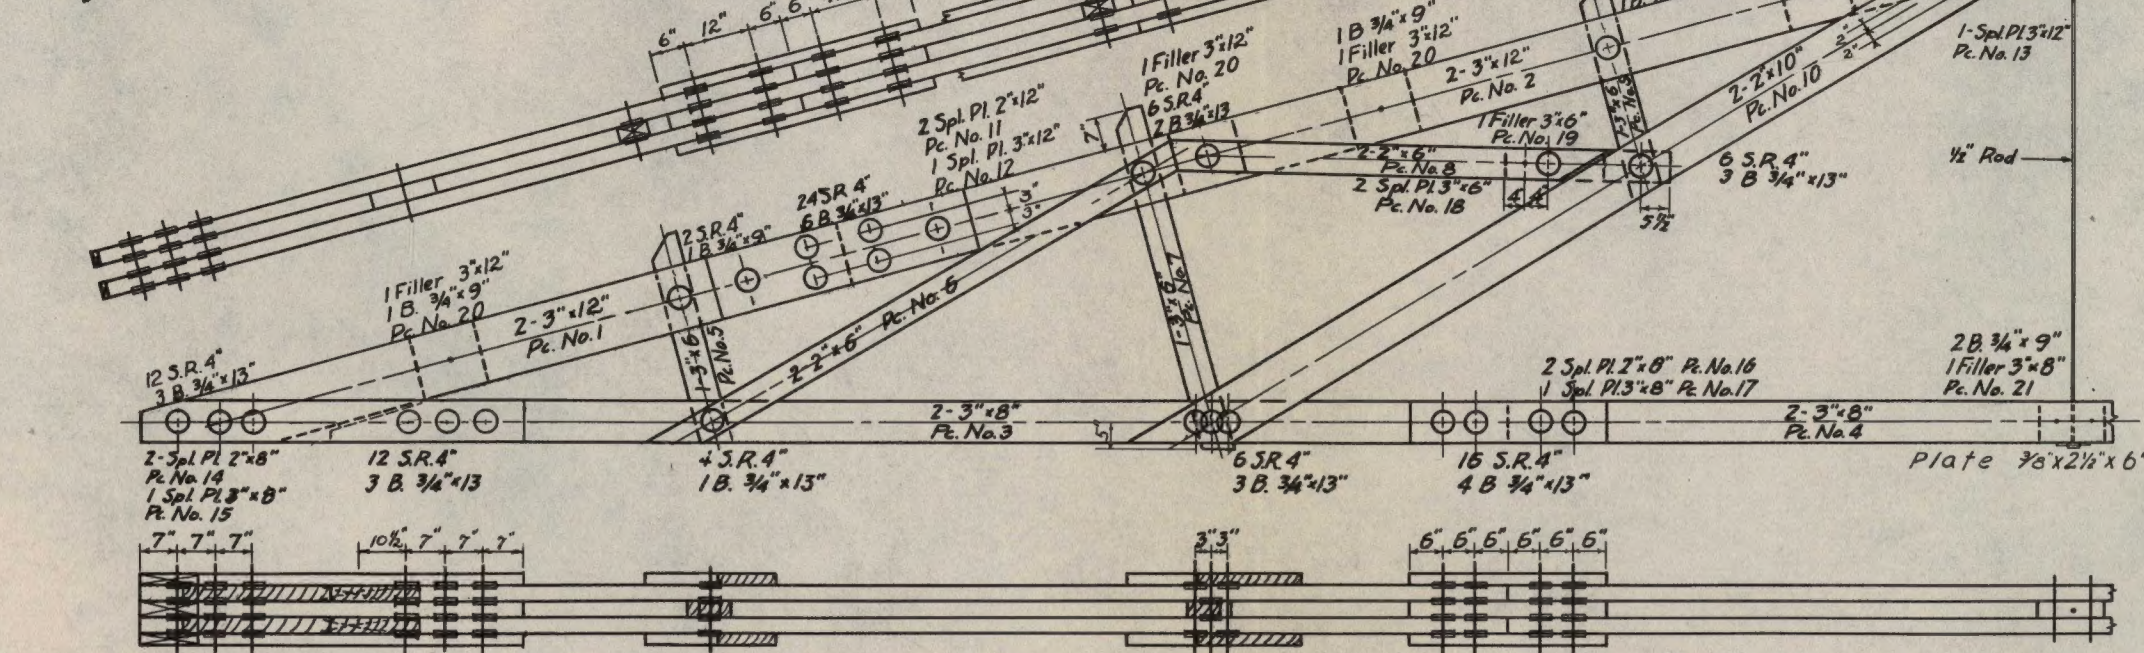 6" 12" 6" 6"
1 Filler 3"x12"
Pc. No. 20
6 S.R.4"
2 B. 3/4"x13
7"
1 B 3/4"x9"
1 Filler 3"x12"
Pc. No. 20
2-3"x12"
Pc. No. 2
1-Spl.Pl.3"x12"
Pc. No. 13
2"
2"
2-2"x10"
Pc. No. 10
1-3"x6"
Pc. No. 9
1 Filler 3"x6"
Pc. No. 19
2-2"x6"
Pc. No. 8
2 Spl. Pl. 3"x6"
Pc. No. 18
4" 4"
6 S.R. 4"
3 B 3/4"x13"
5 1/2"
1/2" Rod
2 Spl. Pl. 2"x12"
Pc. No. 11
1 Spl. Pl. 3"x12"
Pc. No. 12
3"
3"
24 S.R. 4"
6 B. 3/4"x13"
2 S.R. 4"
1 B. 3/4"x9"
1 Filler 3"x12"
1 B. 3/4"x9"
Pc. No. 20
2-3"x12"
Pc. No. 1
12 S.R. 4"
3 B. 3/4"x13"
1-3"x6"
Pc. No. 5
2-2"x6" Pc. No. 6
1-3"x6"
Pc. No. 7
2-3"x8"
Pc. No. 3
5"
2 Spl. Pl. 2"x8" Pc. No. 16
1 Spl. Pl. 3"x8" Pc. No. 17
2-3"x8"
Pc. No. 4
2 B. 3/4"x9"
1 Filler 3"x8"
Pc. No. 21
Plate 3/8"x2 1/2"x6"
2-Spl. Pl. 2"x8"
Pc. No. 14
1 Spl. Pl. 3"x8"
Pc. No. 15
12 S.R. 4"
3 B. 3/4"x13
4 S.R. 4"
1 B. 3/4"x13"
6 S.R. 4"
3 B. 3/4"x13"
16 S.R. 4"
4 B 3/4"x13"
7" 7" 7" 10 1/2" 7" 7" 7" 3" 3" 6" 6" 6" 6" 6" 6"